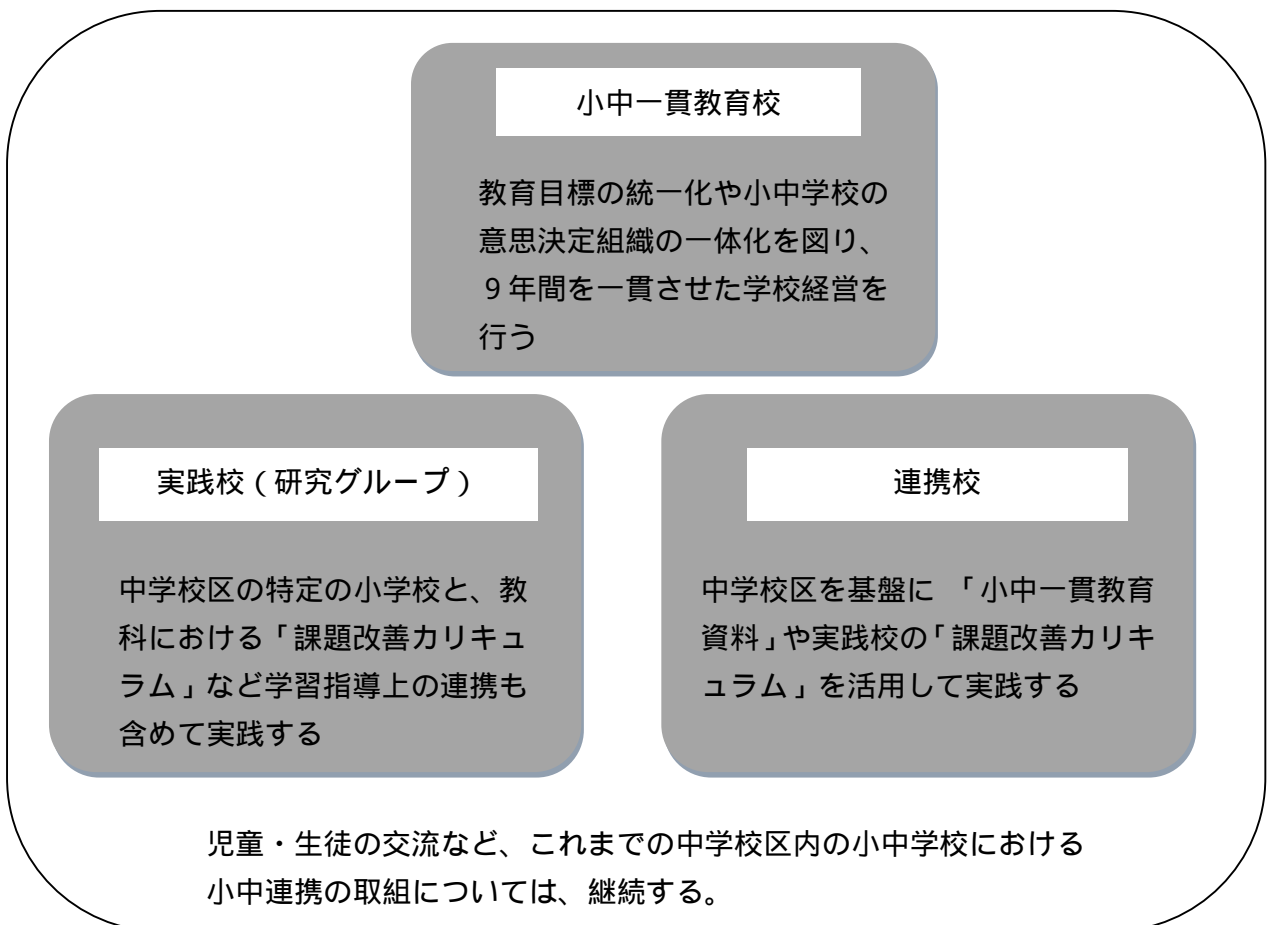 小中一貫教育校
教育目標の統一化や小中学校の
意思決定組織の一体化を図り、
９年間を一貫させた学校経営を
行う
実践校（研究グループ）
中学校区の特定の小学校と、教
科における「課題改善カリキュ
ラム」など学習指導上の連携も
含めて実践する
連携校
中学校区を基盤に　「小中一貫教育
資料」や実践校の「課題改善カリキ
ュラム」を活用して実践する
児童・生徒の交流など、これまでの中学校区内の小中学校における
小中連携の取組については、継続する。